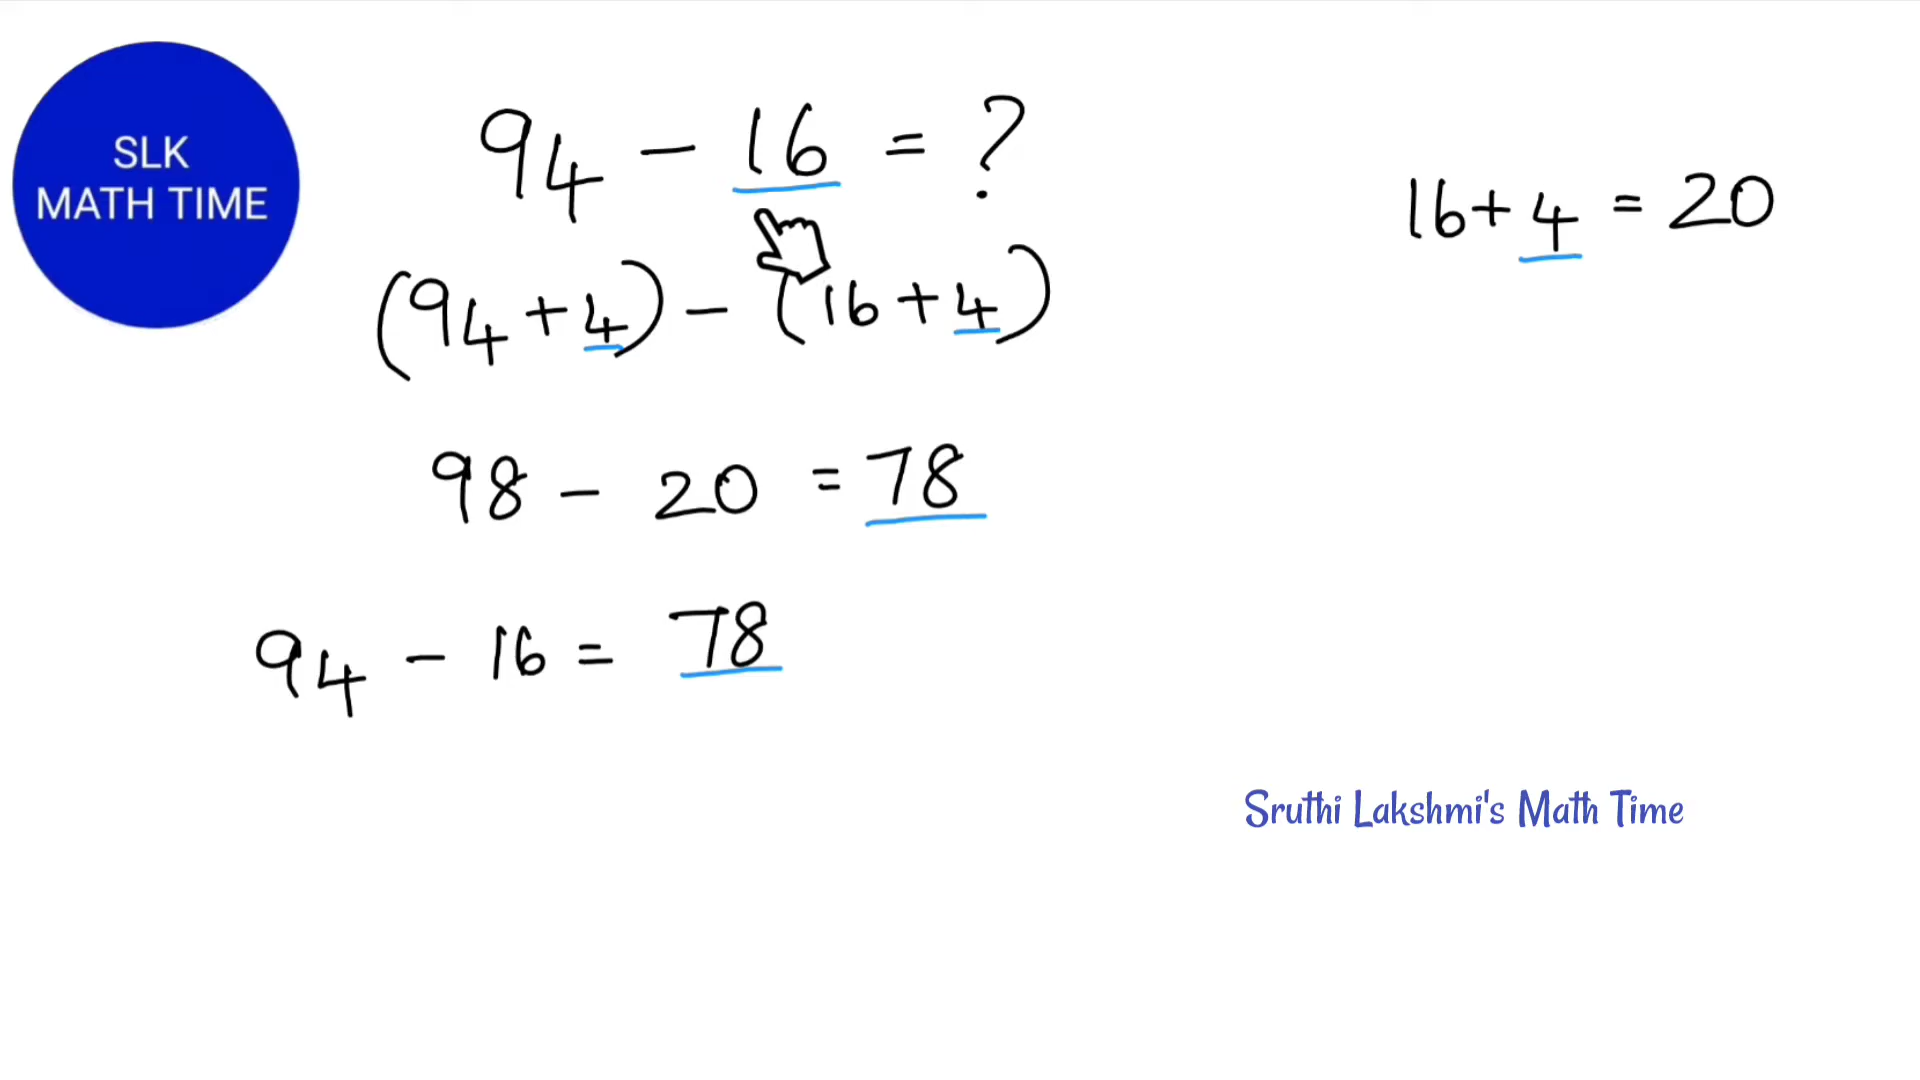 SLK
MATH TIME
94 - 16 = ?
16 + 4 = 20
(94 + 4) - (16 + 4)
98 - 20 = 78
94 - 16 = 78
Sruthi Lakshmi's Math Time